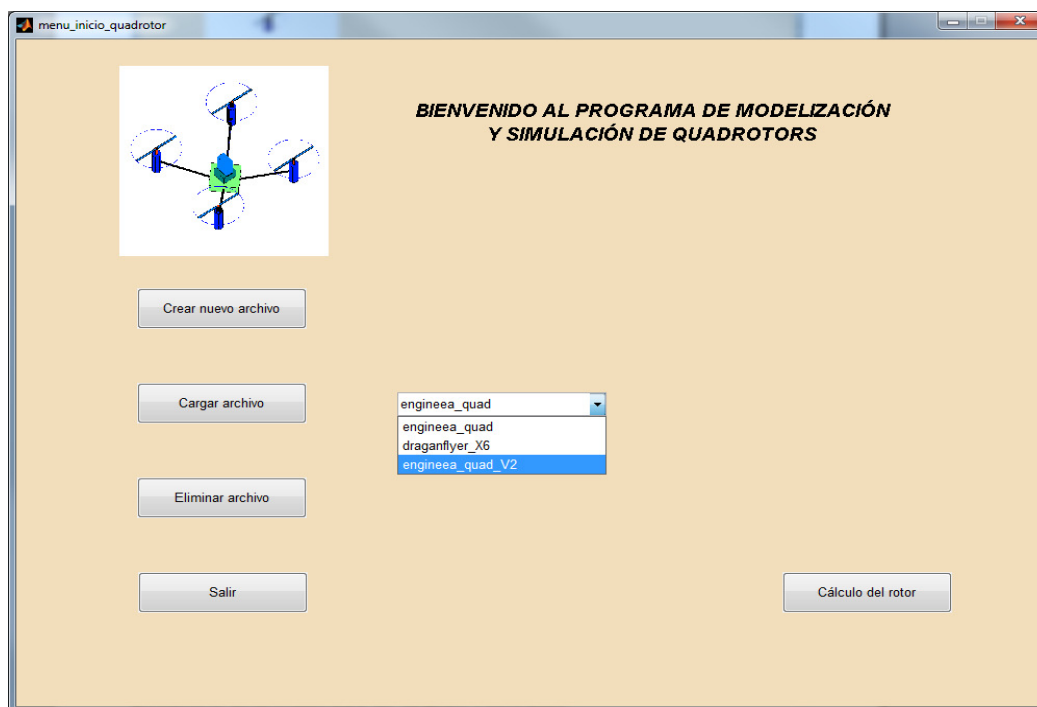 menu_inicio_quadrotor
BIENVENIDO AL PROGRAMA DE MODELIZACIÓN
Y SIMULACIÓN DE QUADROTORS
Crear nuevo archivo
Cargar archivo
engineea_quad
engineea_quad
draganflyer_X6
engineea_quad_V2
Eliminar archivo
Salir
Cálculo del rotor